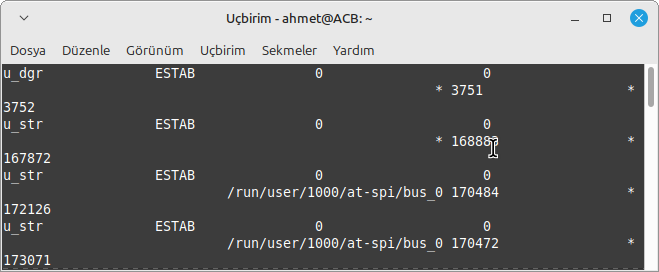 Uçbirim - ahmet@ACB: ~
Dosya Düzenle Görünüm Uçbirim Sekmeler Yardım
u_dgr ESTAB 0 0
* 3751 *
3752
u_str ESTAB 0 0
* *
167872
u_str ESTAB 0 0
/run/user/1000/at-spi/bus_0 170484 *
172126
u_str ESTAB 0 0
/run/user/1000/at-spi/bus_0 170472 *
173071